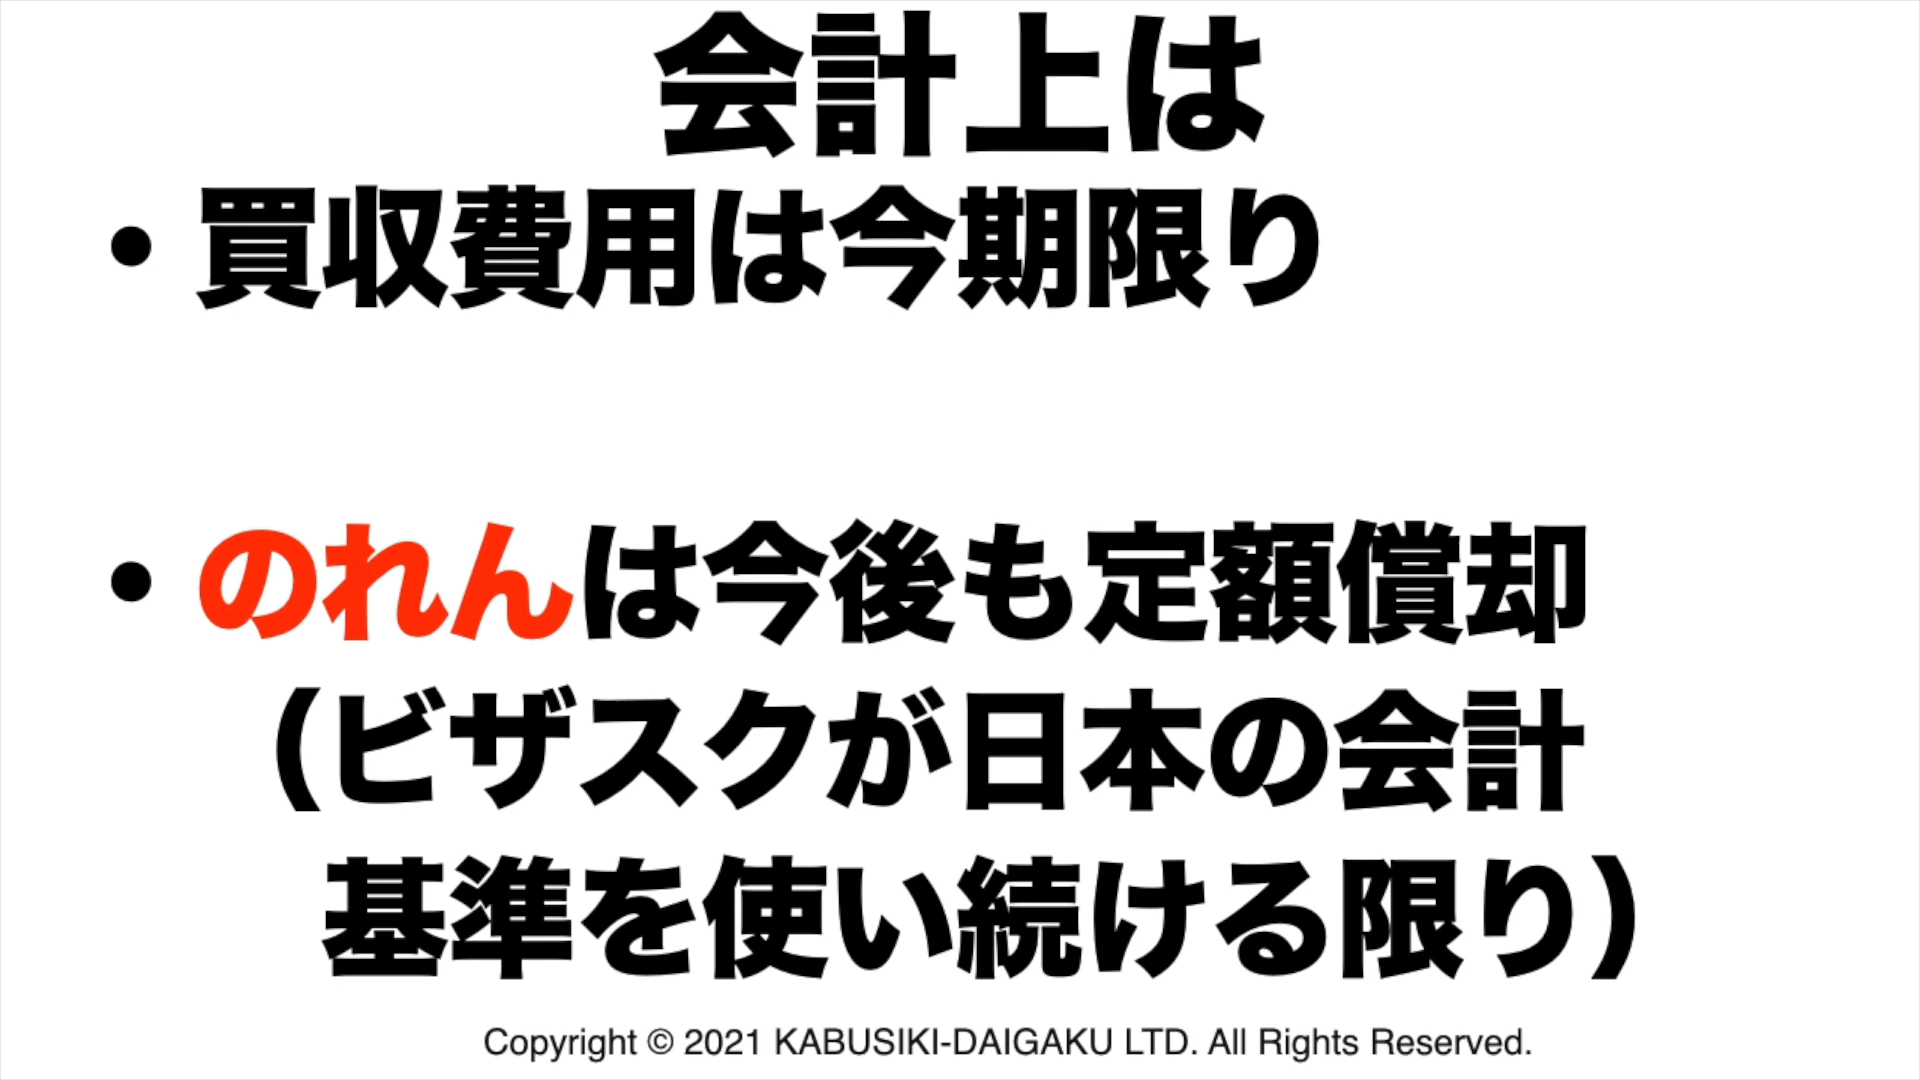 会計上は
・買収費用は今期限り
・のれんは今後も定額償却
(ビザスクが日本の会計
基準を使い続ける限り)
Copyright © 2021 KABUSIKI-DAIGAKU LTD. All Rights Reserved.